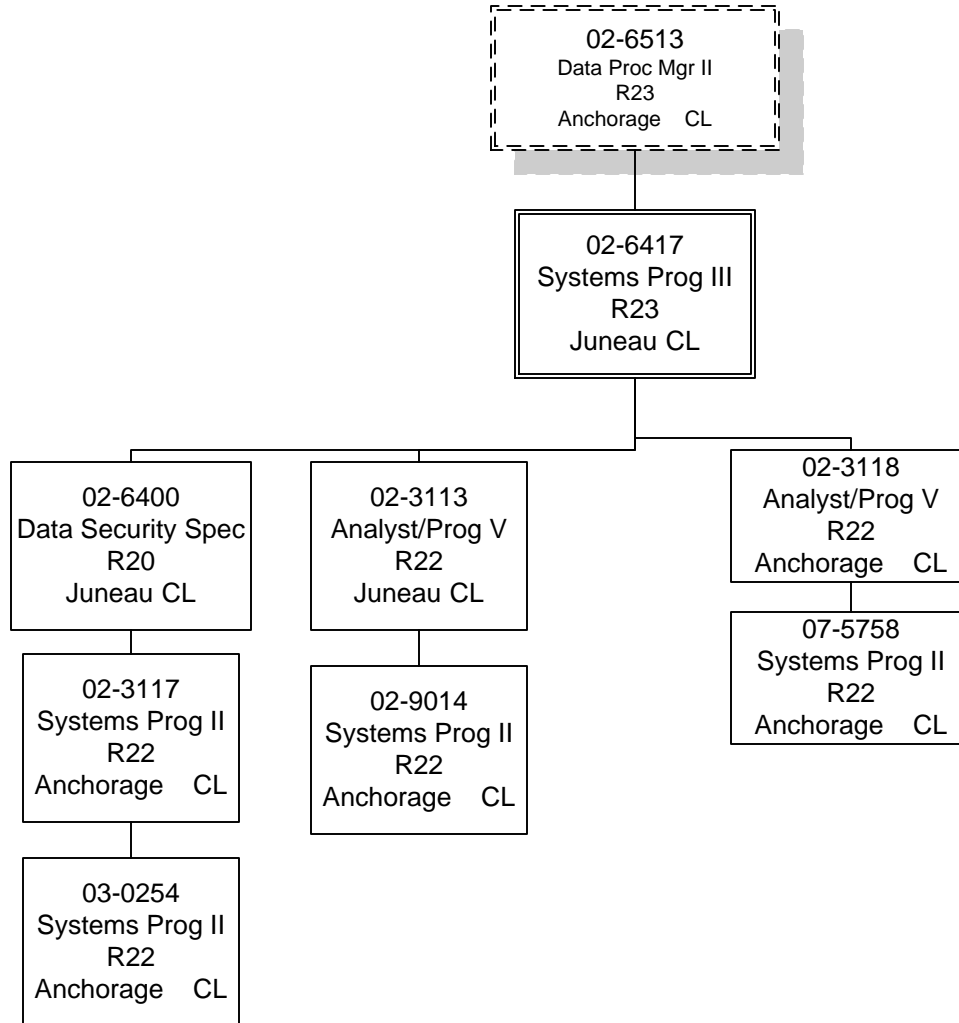 02-6513
Data Proc Mgr II
R23
Anchorage CL
02-6417
Systems Prog III
R23
Juneau CL
02-6400
Data Security Spec
R20
Juneau CL
02-3113
Analyst/Prog V
R22
Juneau CL
02-3118
Analyst/Prog V
R22
Anchorage CL
02-3117
Systems Prog II
R22
Anchorage CL
02-9014
Systems Prog II
R22
Anchorage CL
07-5758
Systems Prog II
R22
Anchorage CL
03-0254
Systems Prog II
R22
Anchorage CL